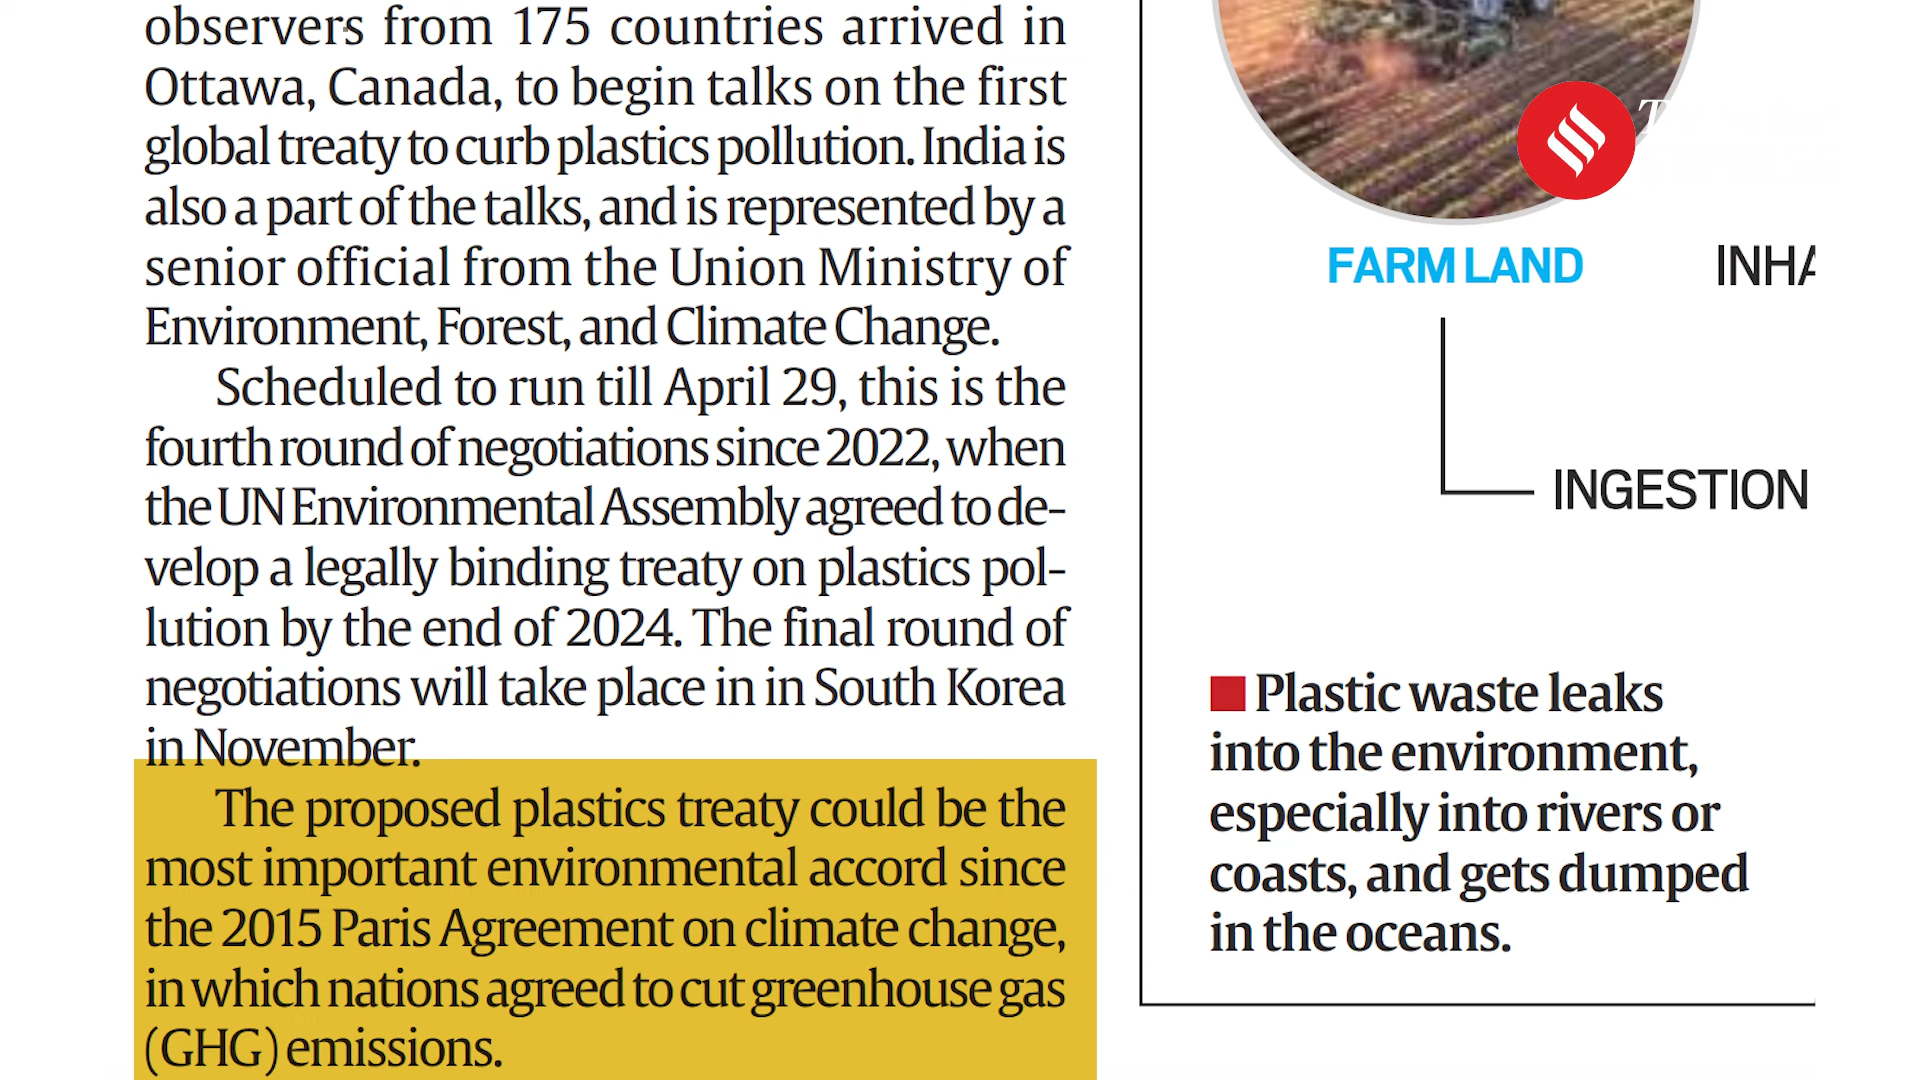 observers from 175 countries arrived in
Ottawa, Canada, to begin talks on the first
global treaty to curb plastics pollution. India is
also a part of the talks, and is represented by a
senior official from the Union Ministry of
Environment, Forest, and Climate Change.
Scheduled to run till April 29, this is the
fourth round of negotiations since 2022, when
the UN Environmental Assembly agreed to de-
velop a legally binding treaty on plastics pol-
lution by the end of 2024. The final round of
negotiations will take place in in South Korea
in November.
The proposed plastics treaty could be the
most important environmental accord since
the 2015 Paris Agreement on climate change,
in which nations agreed to cut greenhouse gas
(GHG) emissions.
FARM LAND
INGESTION
■ Plastic waste leaks
into the environment,
especially into rivers or
coasts, and gets dumped
in the oceans.